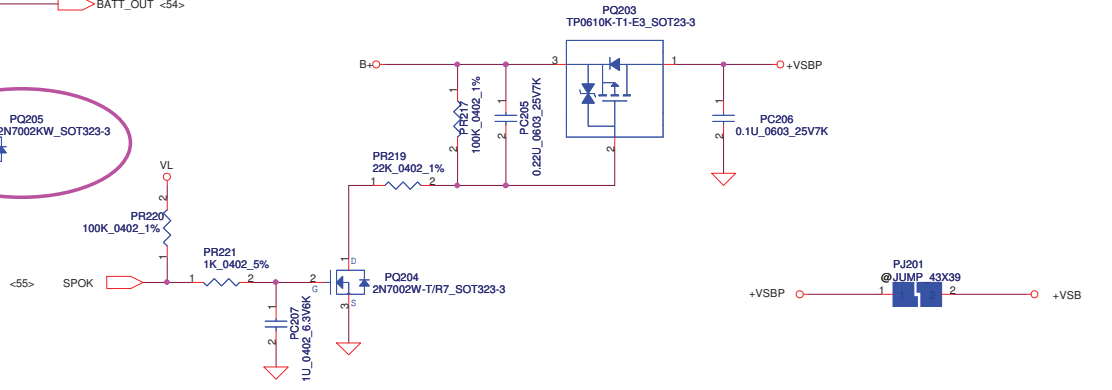 BATT_OUT <54>
PQ203
TP0610K-T1-E3_SOT23-3
B+
3
1
+VSBP
1
PR217
2
100K_0402_1%
1
PC205
2
0.22U_0603_25V7K
2
1
PC206
0.1U_0603_25V7K
2
PQ205
2N7002KW_SOT323-3
VL
2
PR220
100K_0402_1%
1
PR219
22K_0402_1%
1
2
PR221
1K_0402_5%
1
2
<55>
SPOK
1
D
PQ204
2N7002W-T/R7_SOT323-3
2
G
3
S
1
PC207
2
1U_0402_6.3V6K
PJ201
@JUMP_43X39
+VSBP
1
1
2
2
+VSB